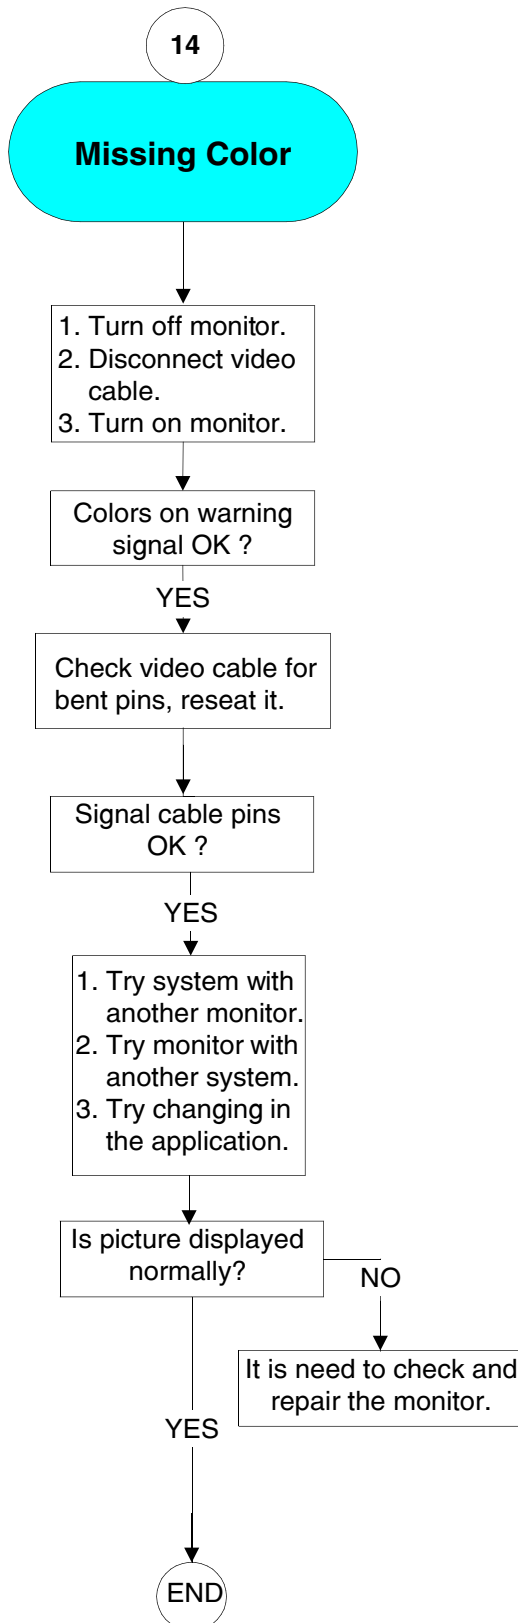 14
Missing Color
1. Turn off monitor.
2. Disconnect video
cable.
3. Turn on monitor.
Colors on warning
signal OK ?
YES
Check video cable for
bent pins, reseat it.
Signal cable pins
OK ?
YES
1. Try system with
another monitor.
2. Try monitor with
another system.
3. Try changing in
the application.
Is picture displayed
normally?
NO
It is need to check and
repair the monitor.
YES
END